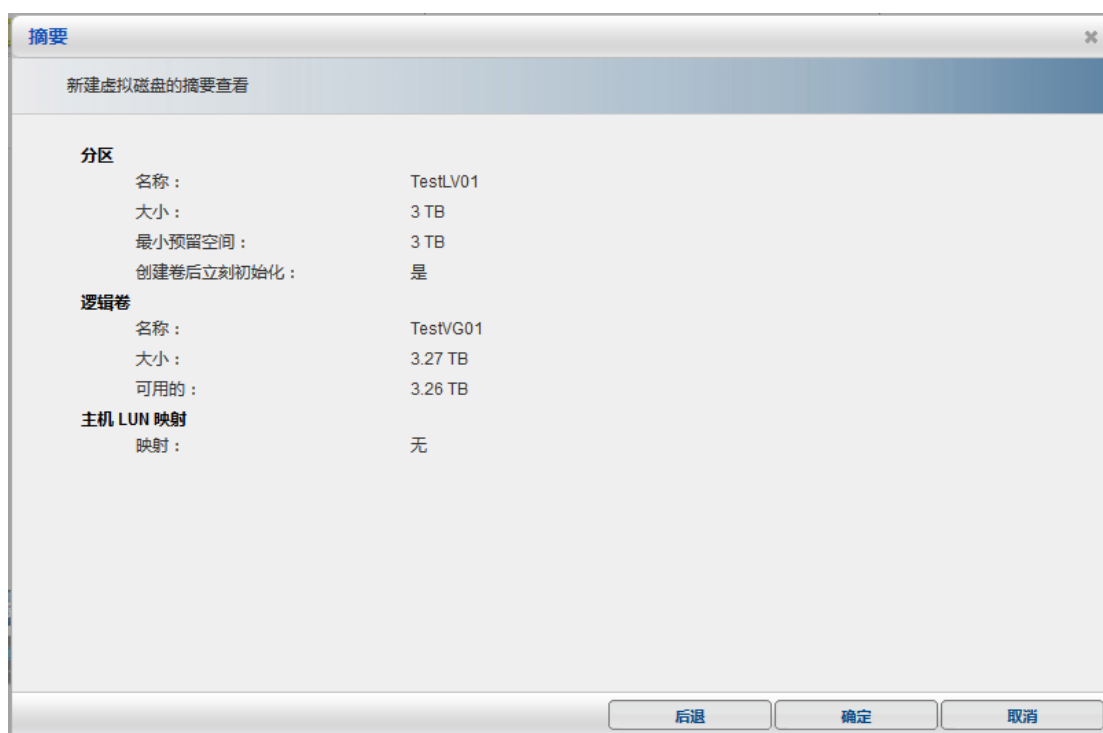 摘要
新建虚拟磁盘的摘要查看
分区
名称： TestLV01
大小： 3 TB
最小预留空间： 3 TB
创建卷后立刻初始化： 是
逻辑卷
名称： TestVG01
大小： 3.27 TB
可用的： 3.26 TB
主机 LUN 映射
映射： 无
后退 确定 取消